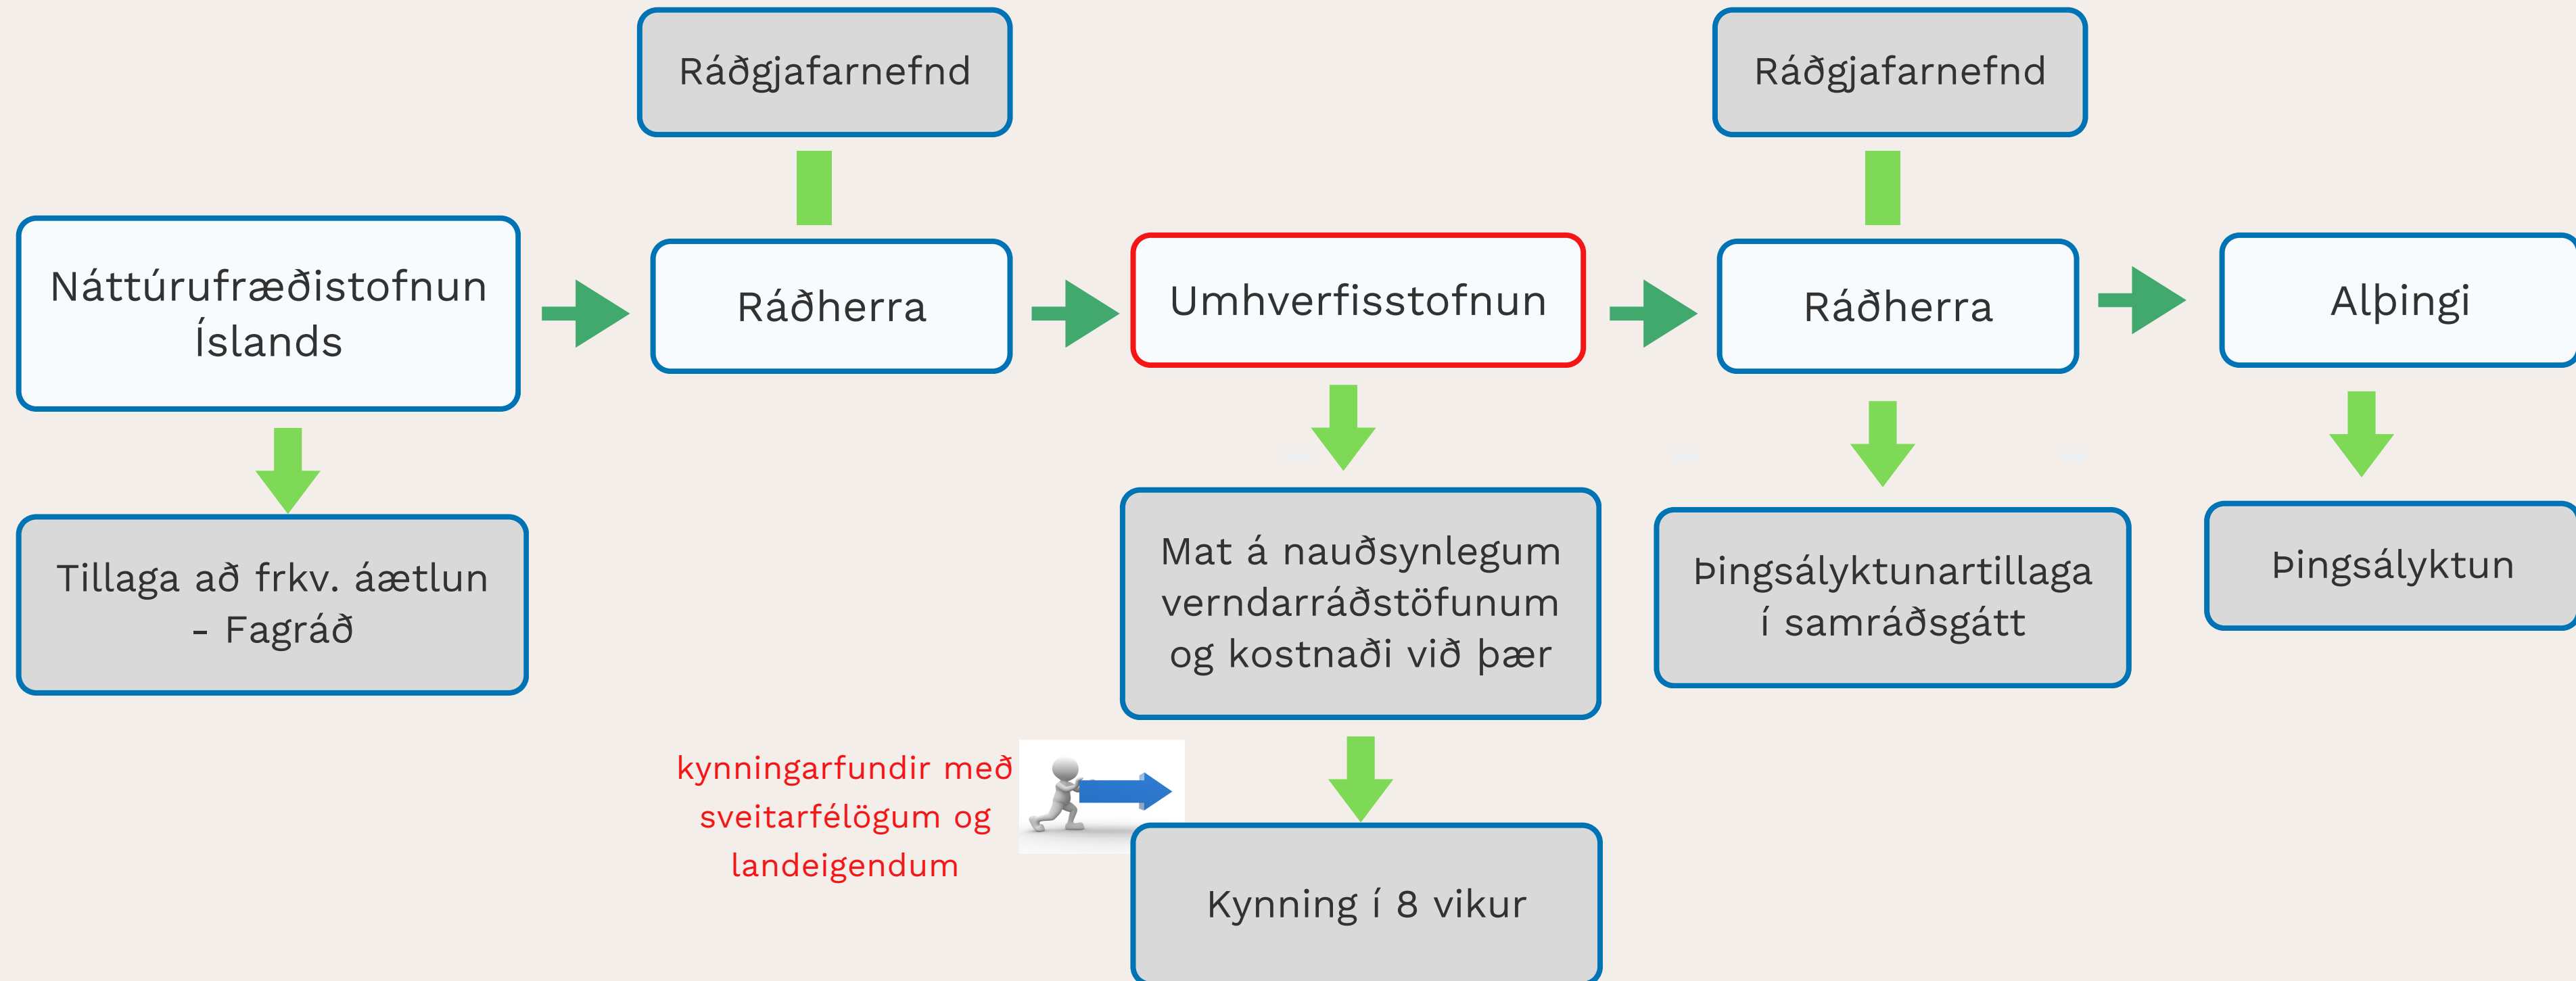 Ráðgjafarnefnd
Ráðgjafarnefnd
Náttúrufræðistofnun
Íslands
Ráðherra
Umhverfisstofnun
Ráðherra
Alþingi
Tillaga að frkv. áætlun
- Fagráð
Mat á nauðsynlegum
verndarráðstöfunum
og kostnaði við þær
Þingsályktunartillaga
í samráðsgátt
Þingsályktun
kynningarfundir með
sveitarfélögum og
landeigendum
Kynning í 8 vikur